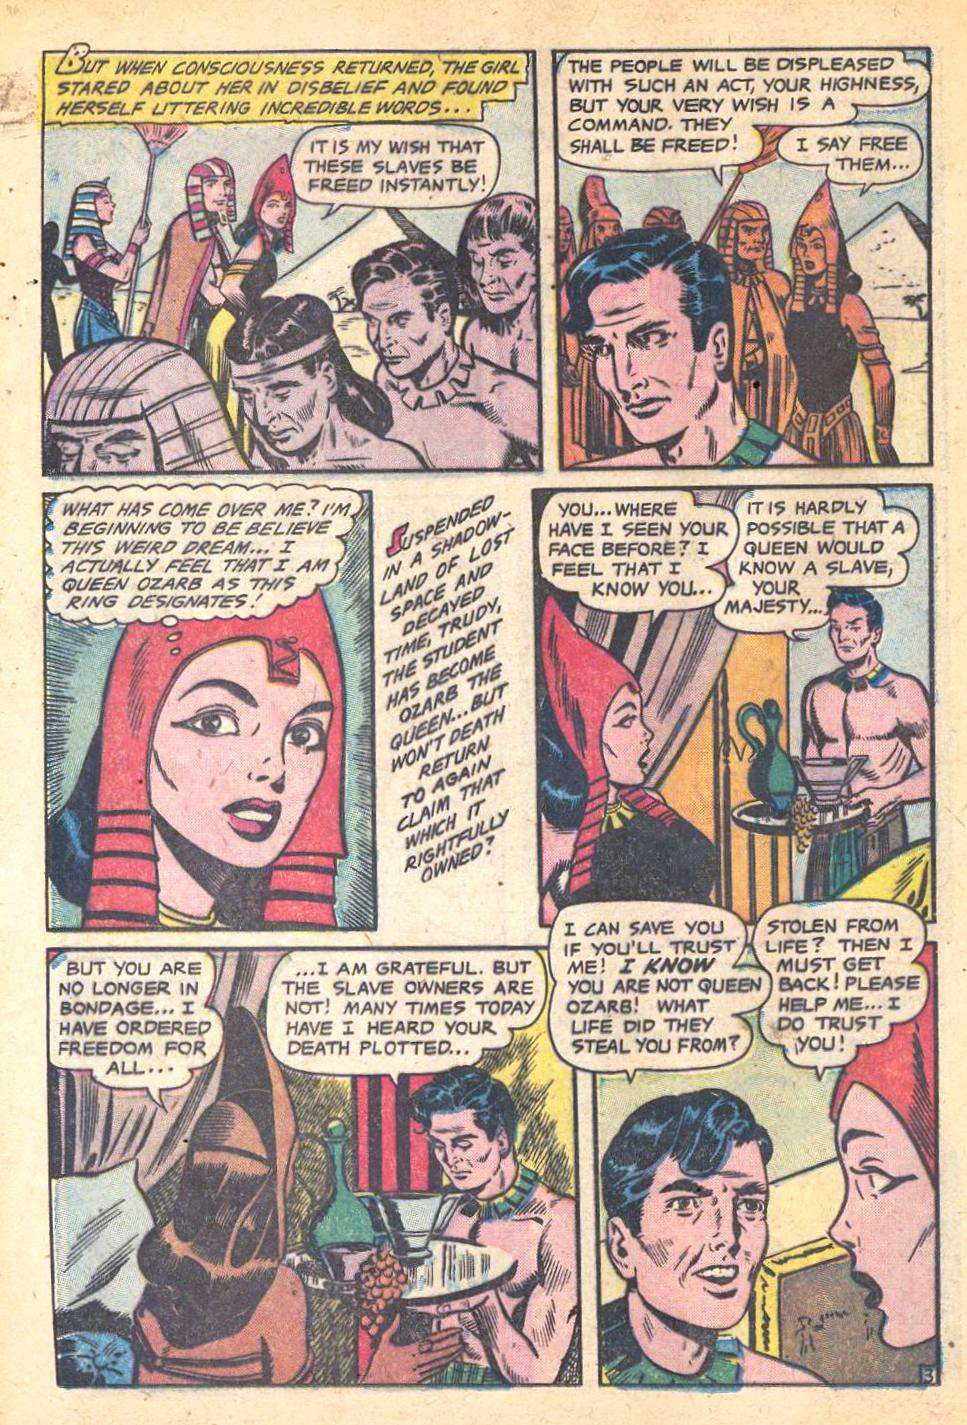 BUT WHEN CONSCIOUSNESS RETURNED, THE GIRL
STARED ABOUT HER IN DISBELIEF AND FOUND
HERSELF UTTERING INCREDIBLE WORDS...
IT IS MY WISH THAT
THESE SLAVES BE
FREED INSTANTLY!
THE PEOPLE WILL BE DISPLEASED
WITH SUCH AN ACT, YOUR HIGHNESS,
BUT YOUR VERY WISH IS A
COMMAND. THEY
SHALL BE FREED!
I SAY FREE
THEM...
WHAT HAS COME OVER ME? I'M
BEGINNING TO BE BELIEVE
THIS WEIRD DREAM... I
ACTUALLY FEEL THAT I AM
QUEEN OZARB AS THIS
RING DESIGNATES!
SUSPENDED
IN A SHADOW-
LAND OF LOST
SPACE AND
DECAYED
TIME, TRUDY,
THE STUDENT
HAS BECOME
OZARB THE
QUEEN...BUT
WON'T DEATH
RETURN
TO AGAIN
CLAIM THAT
WHICH IT
RIGHTFULLY
OWNED?
YOU...WHERE
HAVE I SEEN YOUR
FACE BEFORE? I
FEEL THAT I
KNOW YOU...
IT IS HARDLY
POSSIBLE THAT A
QUEEN WOULD
KNOW A SLAVE,
YOUR
MAJESTY...
BUT YOU ARE
NO LONGER IN
BONDAGE... I
HAVE ORDERED
FREEDOM FOR
ALL...
...I AM GRATEFUL. BUT
THE SLAVE OWNERS ARE
NOT! MANY TIMES TODAY
HAVE I HEARD YOUR
DEATH PLOTTED...
I CAN SAVE YOU
IF YOU'LL TRUST
ME! I KNOW
YOU ARE NOT QUEEN
OZARB! WHAT
LIFE DID THEY
STEAL YOU FROM?
STOLEN FROM
LIFE? THEN I
MUST GET
BACK! PLEASE
HELP ME... I
DO TRUST
YOU!
3